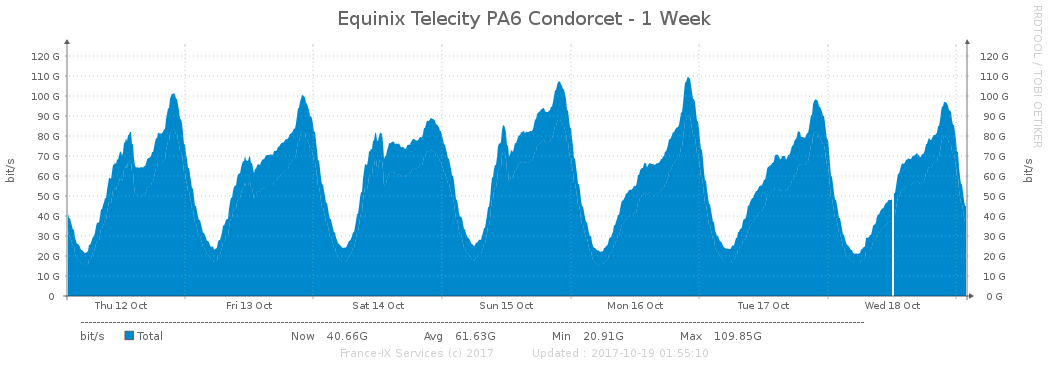 Equinix Telecity PA6 Condorcet - 1 Week
RRDTOOL / TOBI OETIKER
bit/s
120 G 120 G
110 G 110 G
100 G 100 G
90 G 90 G
80 G 80 G
70 G 70 G
60 G 60 G
50 G 50 G
40 G 40 G
30 G 30 G
20 G 20 G
10 G 10 G
0 0 G
bit/s
Thu 12 Oct Fri 13 Oct Sat 14 Oct Sun 15 Oct Mon 16 Oct Tue 17 Oct Wed 18 Oct
bit/s Total Now 40.66G Avg 61.63G Min 20.91G Max 109.85G
France-IX Services (c) 2017 Updated : 2017-10-19 01:55:10